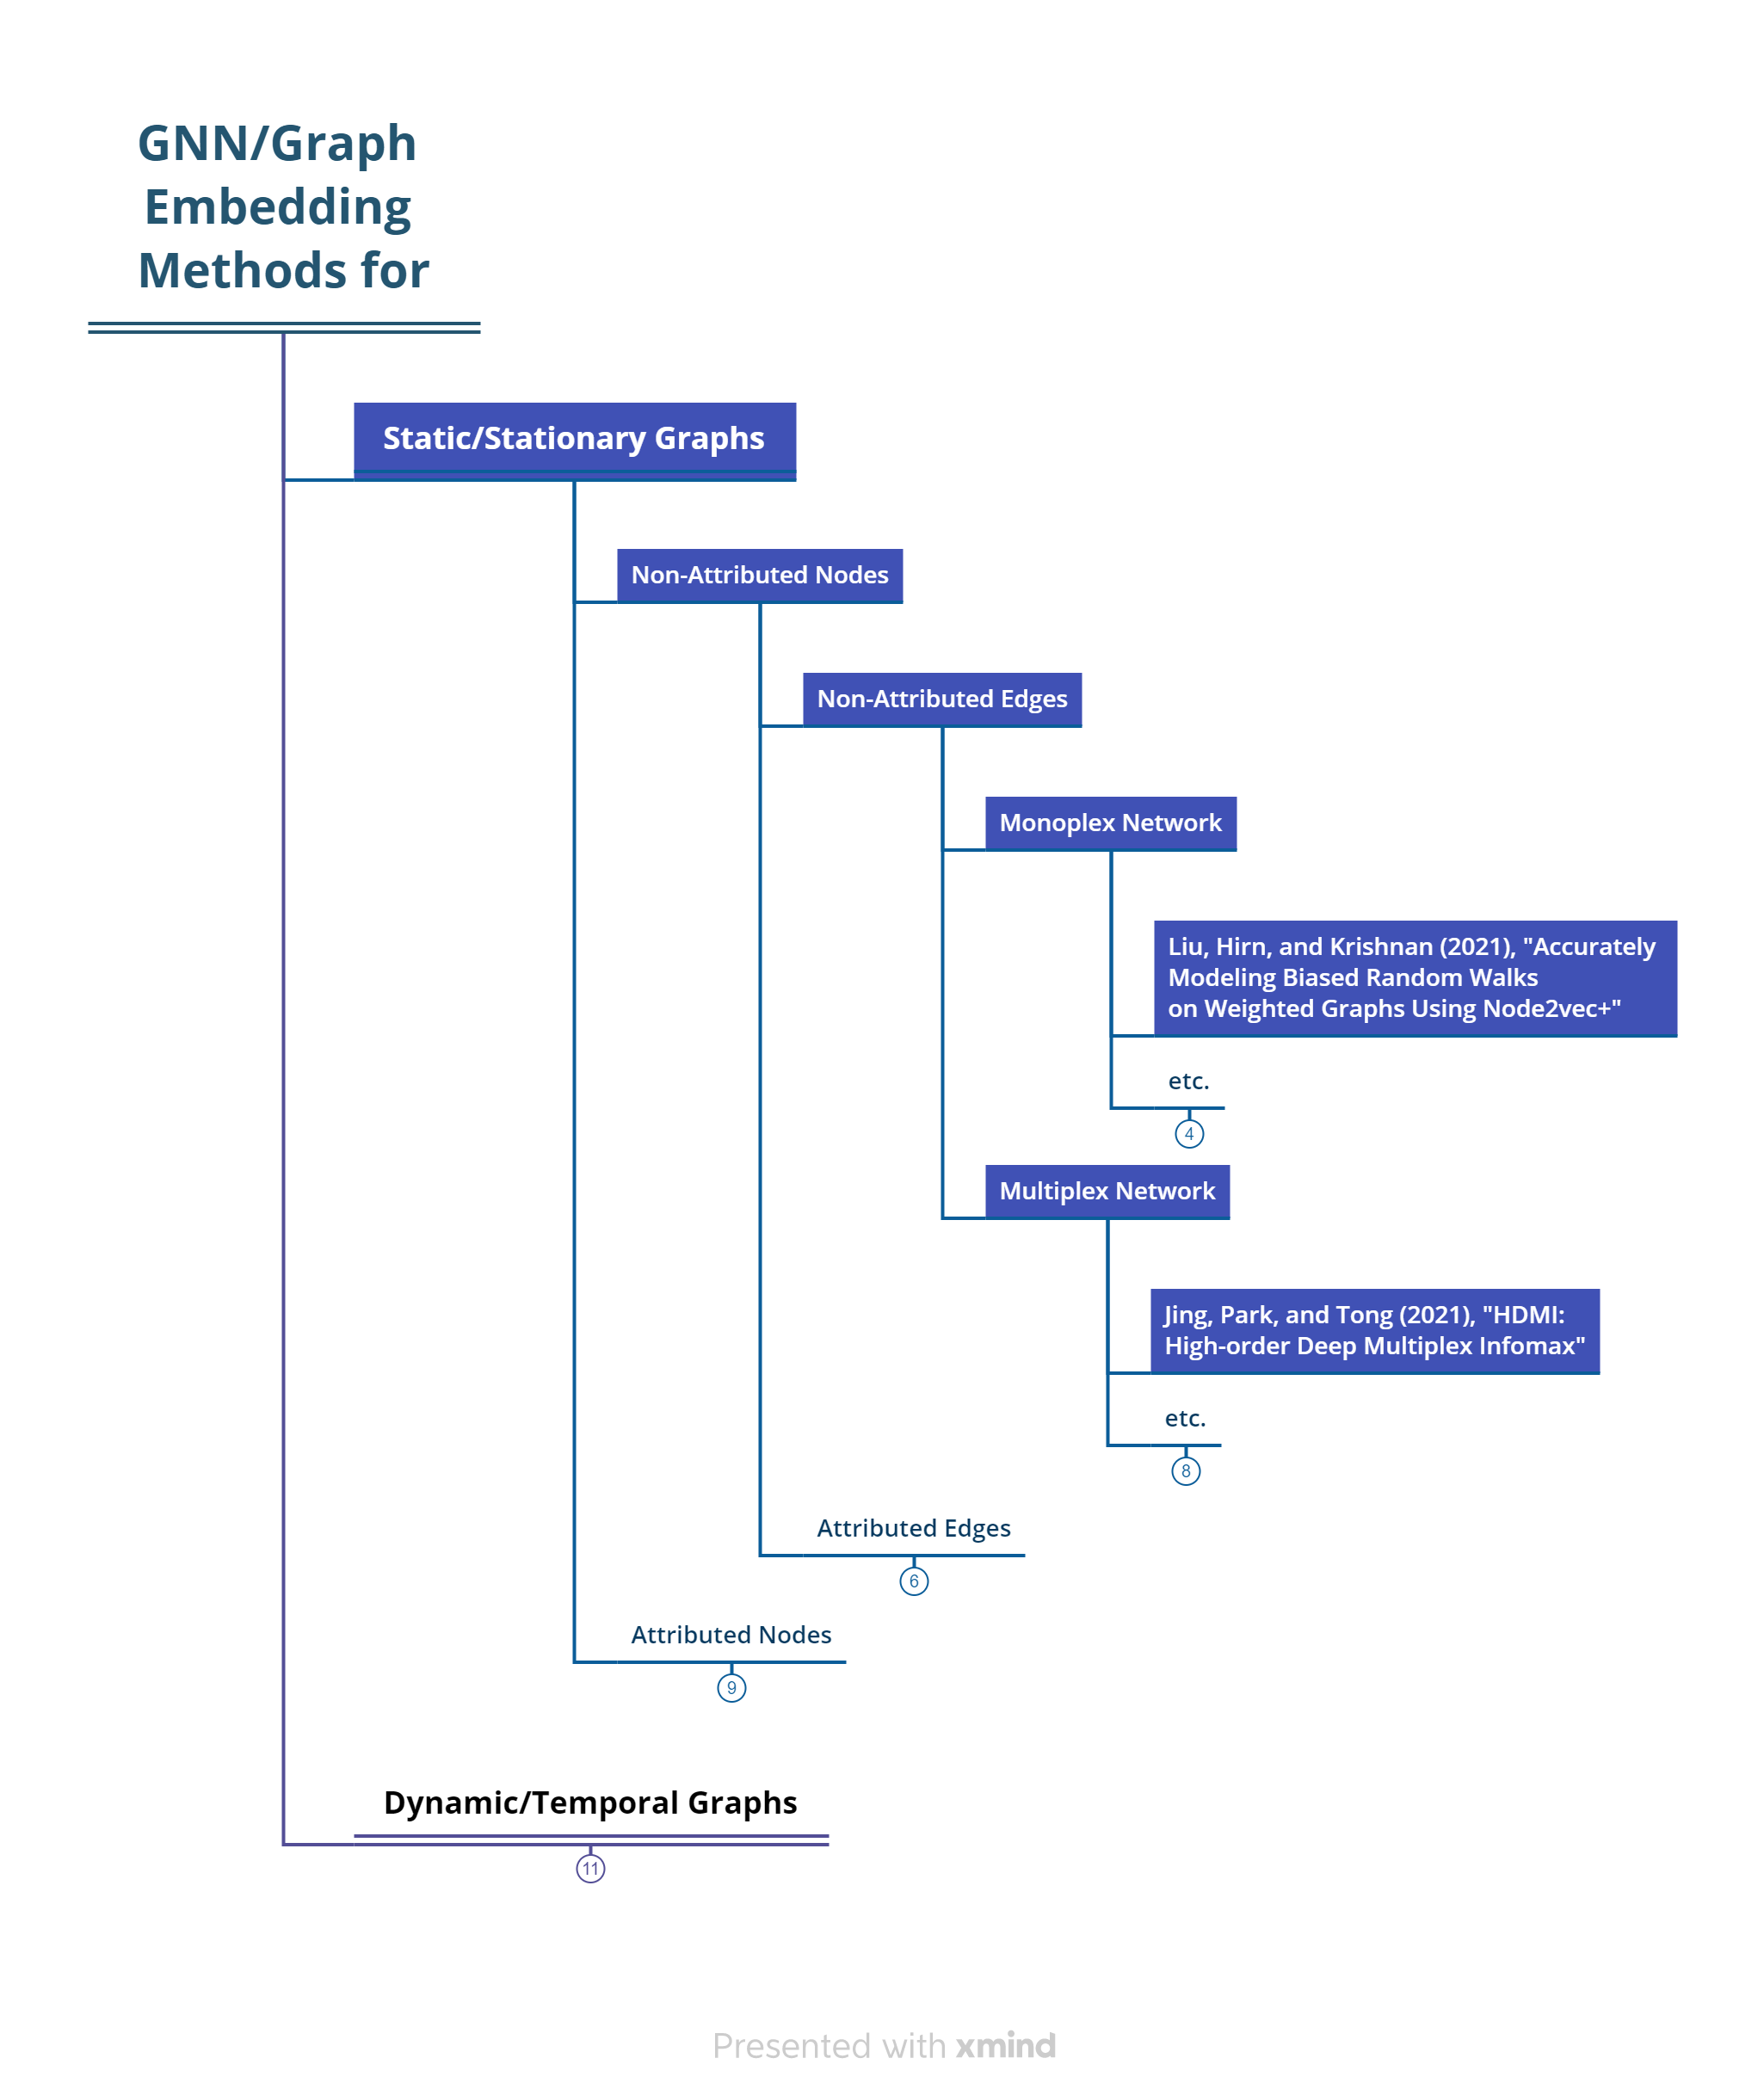 GNN/Graph
Embedding
Methods for
Static/Stationary Graphs
Non-Attributed Nodes
Non-Attributed Edges
Monoplex Network
Liu, Hirn, and Krishnan (2021), "Accurately
Modeling Biased Random Walks
on Weighted Graphs Using Node2vec+"
etc.
4
Multiplex Network
Jing, Park, and Tong (2021), "HDMI:
High-order Deep Multiplex Infomax"
etc.
8
Attributed Edges
6
Attributed Nodes
9
Dynamic/Temporal Graphs
11
Presented with xmind